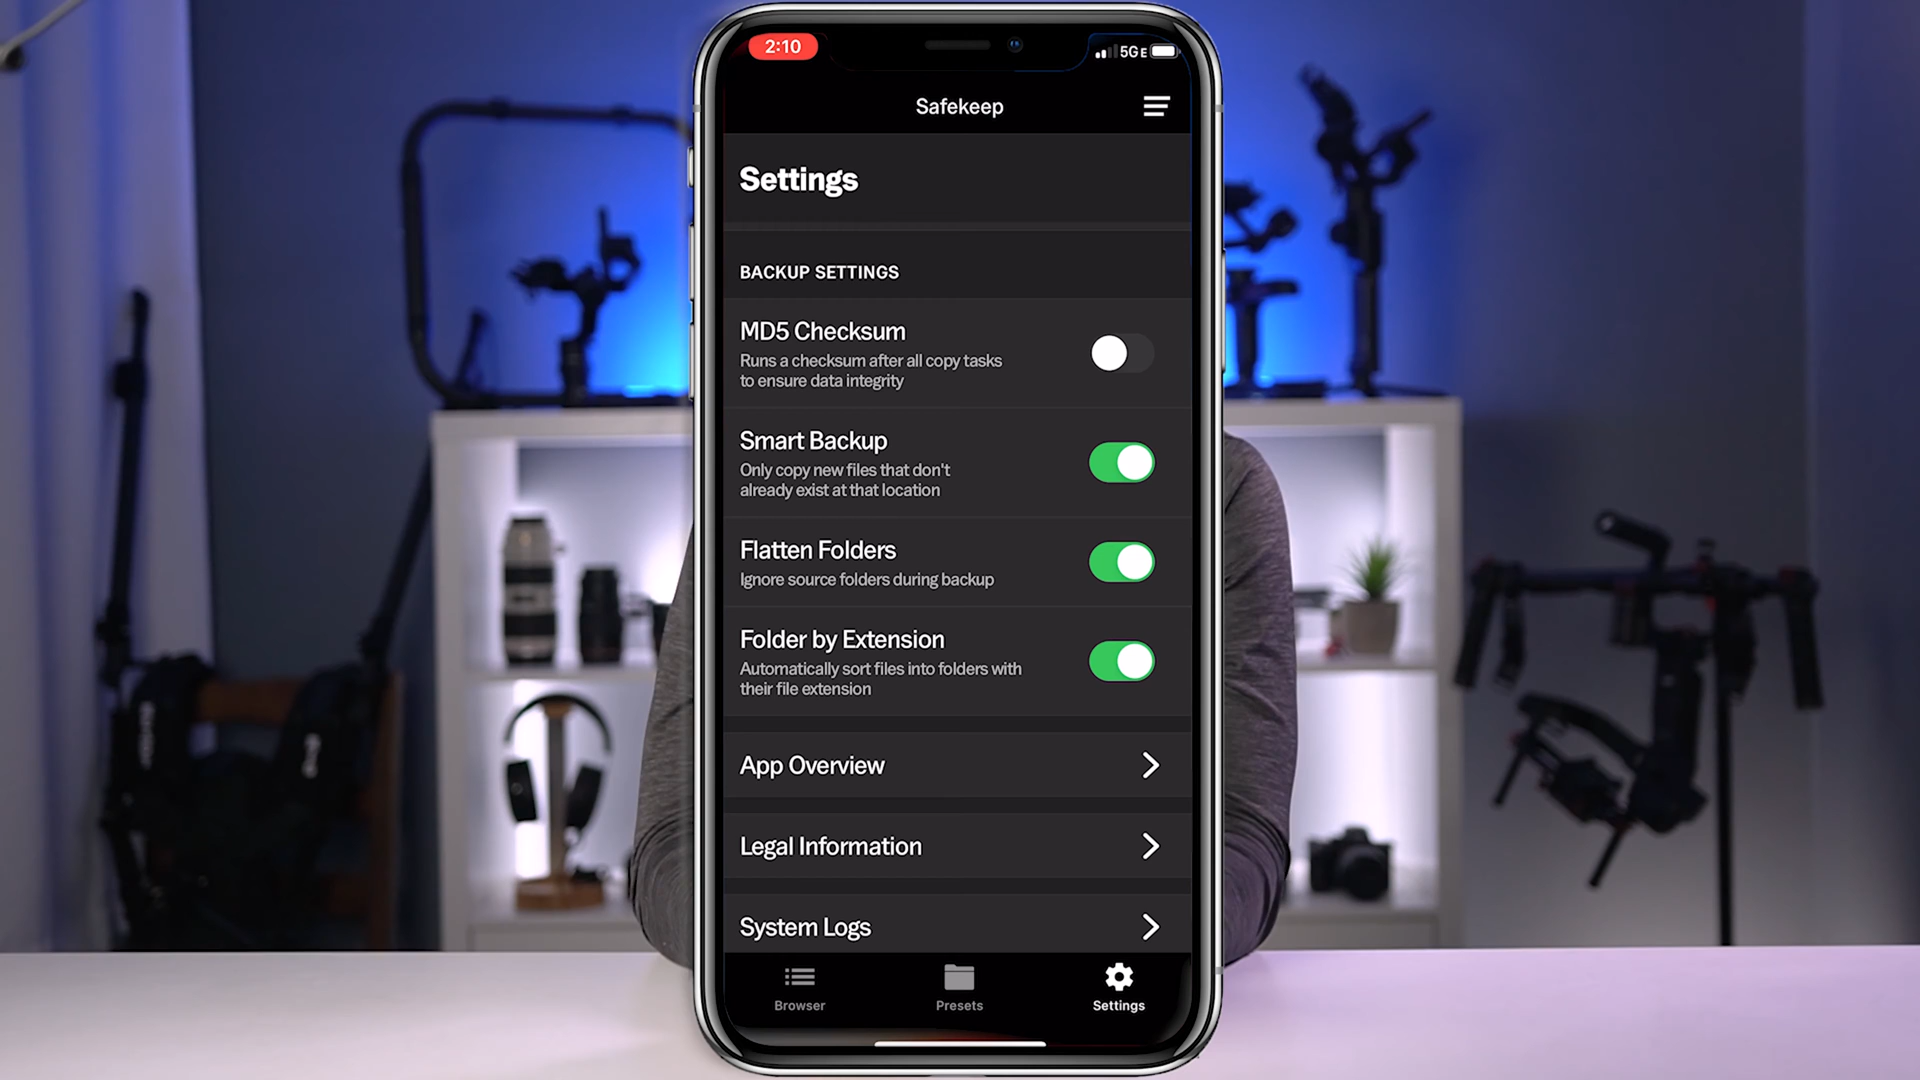 2:10
5GE
Safekeep
Settings
BACKUP SETTINGS
MD5 Checksum
Runs a checksum after all copy tasks
to ensure data integrity
Smart Backup
Only copy new files that don't
already exist at that location
Flatten Folders
Ignore source folders during backup
Folder by Extension
Automatically sort files into folders with
their file extension
App Overview
Legal Information
System Logs
Browser
Presets
Settings